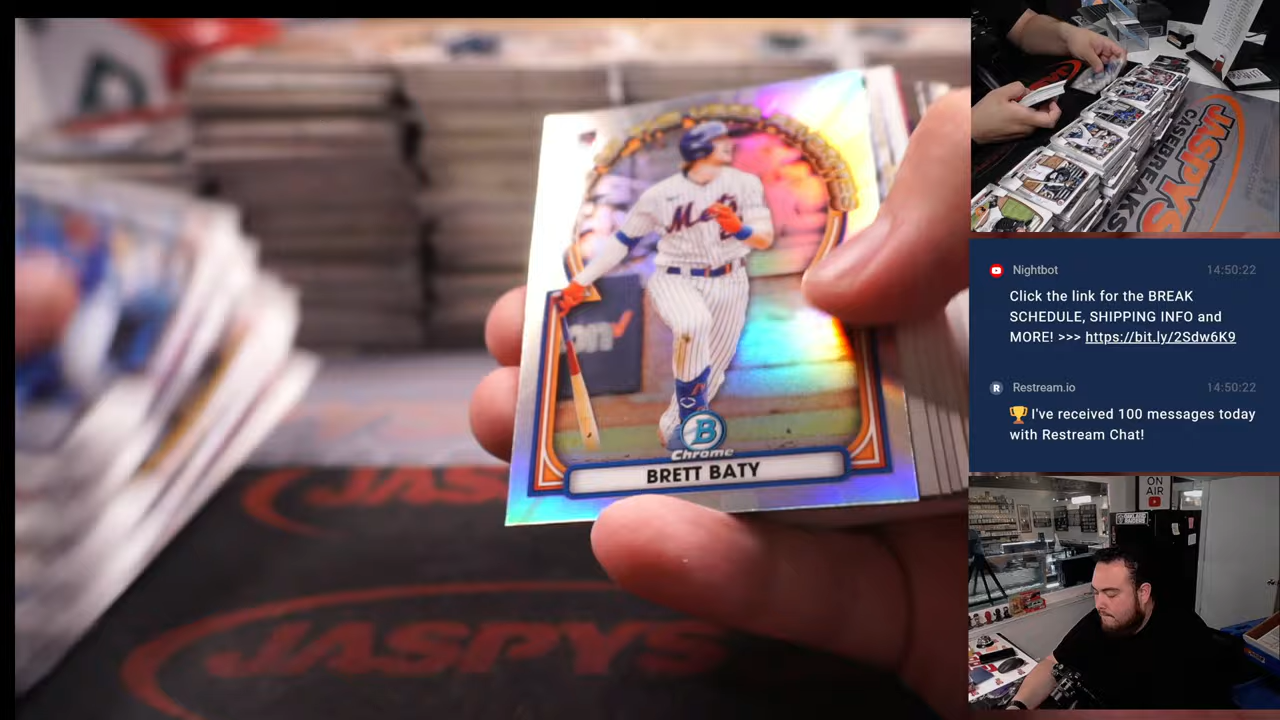 Mets
B
Chrome
BRETT BATY
JASPYS
JASPYS
JASPYS
CASEBREAKS
Nightbot
14:50:22
Click the link for the BREAK
SCHEDULE, SHIPPING INFO and
MORE! >>> https://bit.ly/2Sdw6K9
R
Restream.io
14:50:22
🏆 I've received 100 messages today
with Restream Chat!
ON
AIR